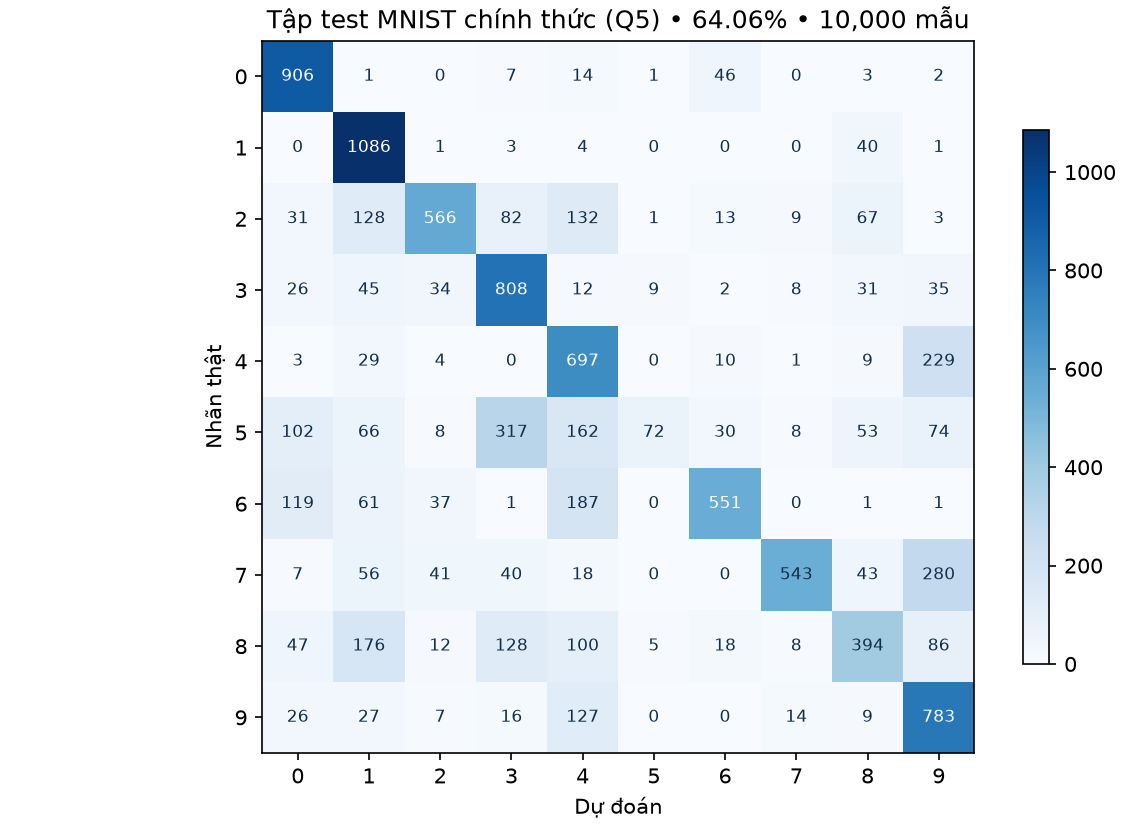 Tập test MNIST chính thức (Q5) • 64.06% • 10,000 mẫu
0 906 1 0 7 14 1 46 0 3 2
1 0 1086 1 3 4 0 0 0 40 1
2 31 128 566 82 132 1 13 9 67 3
3 26 45 34 808 12 9 2 8 31 35
4 3 29 4 0 697 0 10 1 9 229
5 102 66 8 317 162 72 30 8 53 74
6 119 61 37 1 187 0 551 0 1 1
7 7 56 41 40 18 0 0 543 43 280
8 47 176 12 128 100 5 18 8 394 86
9 26 27 7 16 127 0 0 14 9 783
0 1 2 3 4 5 6 7 8 9
Dự đoán
Nhãn thật
1000
800
600
400
200
0